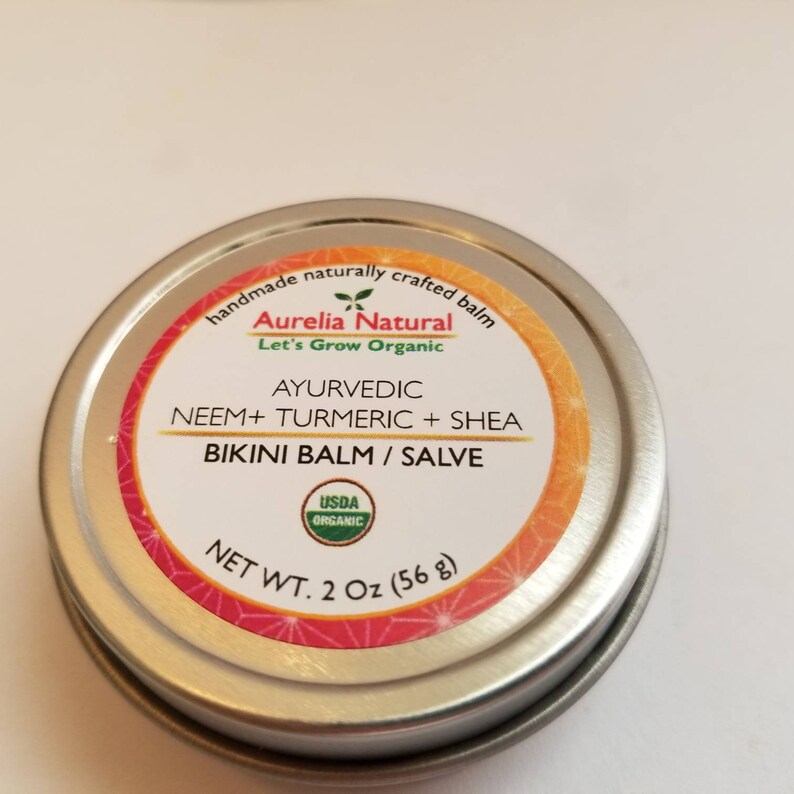 handmade naturally crafted balm
Aurelia Natural
Let's Grow Organic
AYURVEDIC
NEEM+ TURMERIC + SHEA
BIKINI BALM / SALVE
USDA
ORGANIC
NET WT. 2 Oz (56 g)